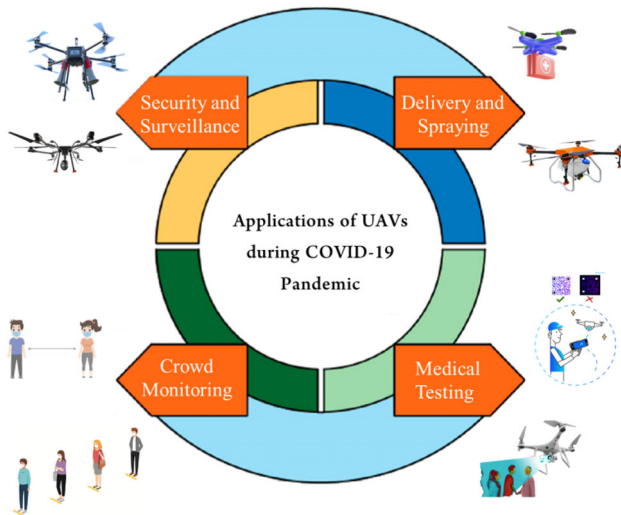 Security and
Surveillance
Delivery and
Spraying
Applications of UAVs
during COVID-19
Pandemic
Crowd
Monitoring
Medical
Testing